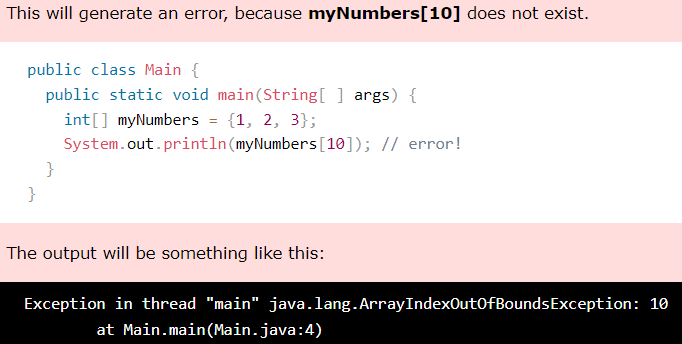 This will generate an error, because myNumbers[10] does not exist.
public class Main {
  public static void main(String[ ] args) {
    int[] myNumbers = {1, 2, 3};
    System.out.println(myNumbers[10]); // error!
  }
}
The output will be something like this:
Exception in thread "main" java.lang.ArrayIndexOutOfBoundsException: 10
        at Main.main(Main.java:4)